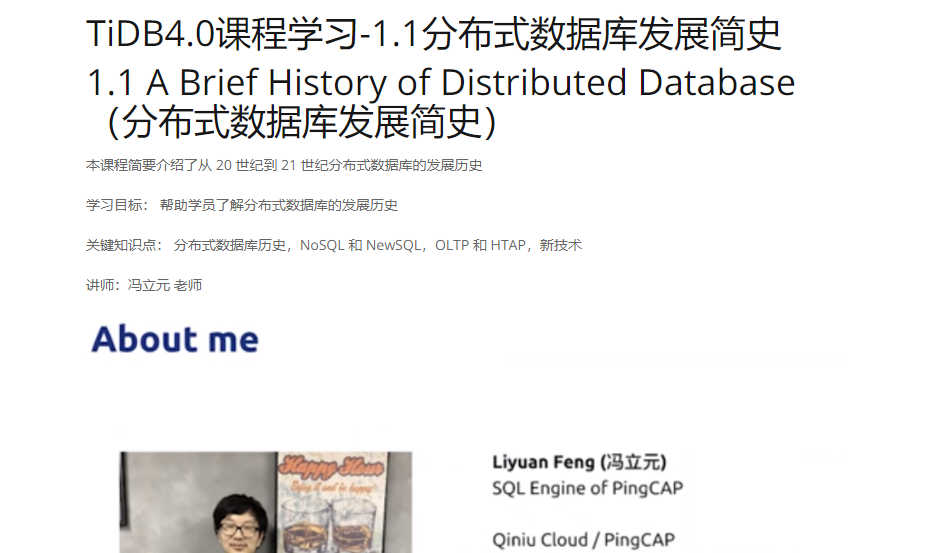 TiDB4.0课程学习-1.1分布式数据库发展简史
1.1 A Brief History of Distributed Database
（分布式数据库发展简史）
本课程简要介绍了从 20 世纪到 21 世纪分布式数据库的发展历史
学习目标： 帮助学员了解分布式数据库的发展历史
关键知识点： 分布式数据库历史，NoSQL 和 NewSQL，OLTP 和 HTAP，新技术
讲师：冯立元 老师
About me
Happy Hour
Enjoy it and be happy!
Liyuan Feng (冯立元)
SQL Engine of PingCAP
Qiniu Cloud / PingCAP